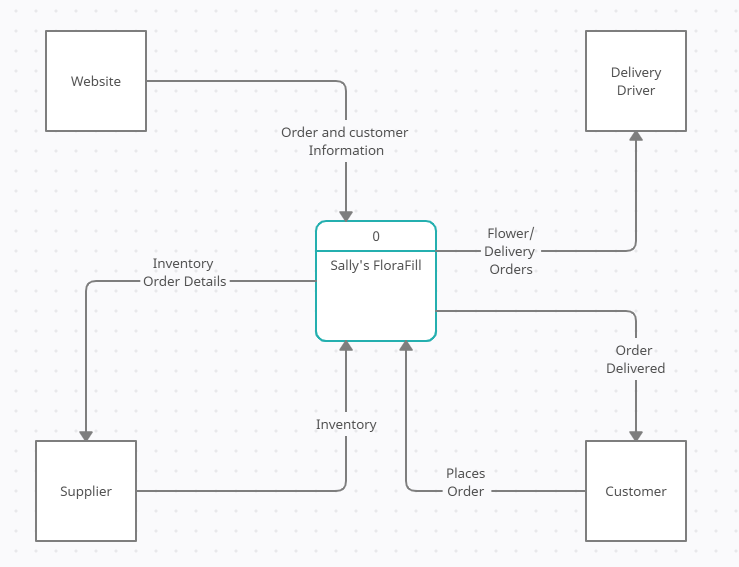 Website
Delivery
Driver
Order and customer
Information
0
Sally's FloraFill
Flower/
Delivery
Orders
Inventory
Order Details
Order
Delivered
Inventory
Places
Order
Supplier
Customer